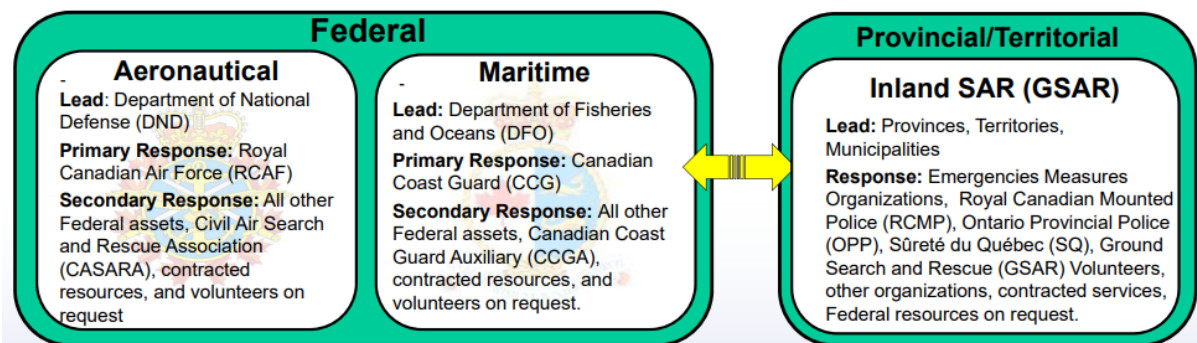 Federal
Aeronautical
-
Lead: Department of National
Defense (DND)
Primary Response: Royal
Canadian Air Force (RCAF)
Secondary Response: All other
Federal assets, Civil Air Search
and Rescue Association
(CASARA), contracted
resources, and volunteers on
request
Maritime
-
Lead: Department of Fisheries
and Oceans (DFO)
Primary Response: Canadian
Coast Guard (CCG)
Secondary Response: All other
Federal assets, Canadian Coast
Guard Auxiliary (CCGA),
contracted resources, and
volunteers on request.
Provincial/Territorial
Inland SAR (GSAR)
Lead: Provinces, Territories,
Municipalities
Response: Emergencies Measures
Organizations, Royal Canadian Mounted
Police (RCMP), Ontario Provincial Police
(OPP), Sûreté du Québec (SQ), Ground
Search and Rescue (GSAR) Volunteers,
other organizations, contracted services,
Federal resources on request.